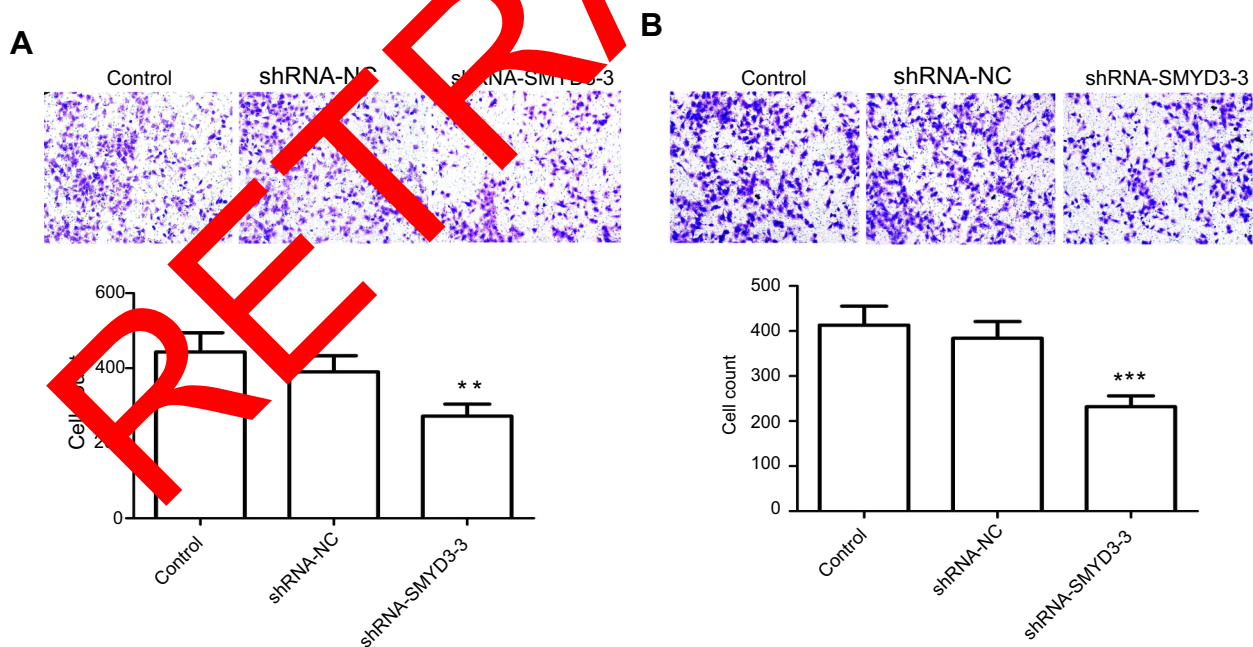 A
Control
shRNA-NC
shRNA-SMYD3-3
600
400
0
Control
shRNA-NC
shRNA-SMYD3-3
**
RETRA
B
Control
shRNA-NC
shRNA-SMYD3-3
500
400
300
200
100
0
Cell count
***
Control
shRNA-NC
shRNA-SMYD3-3